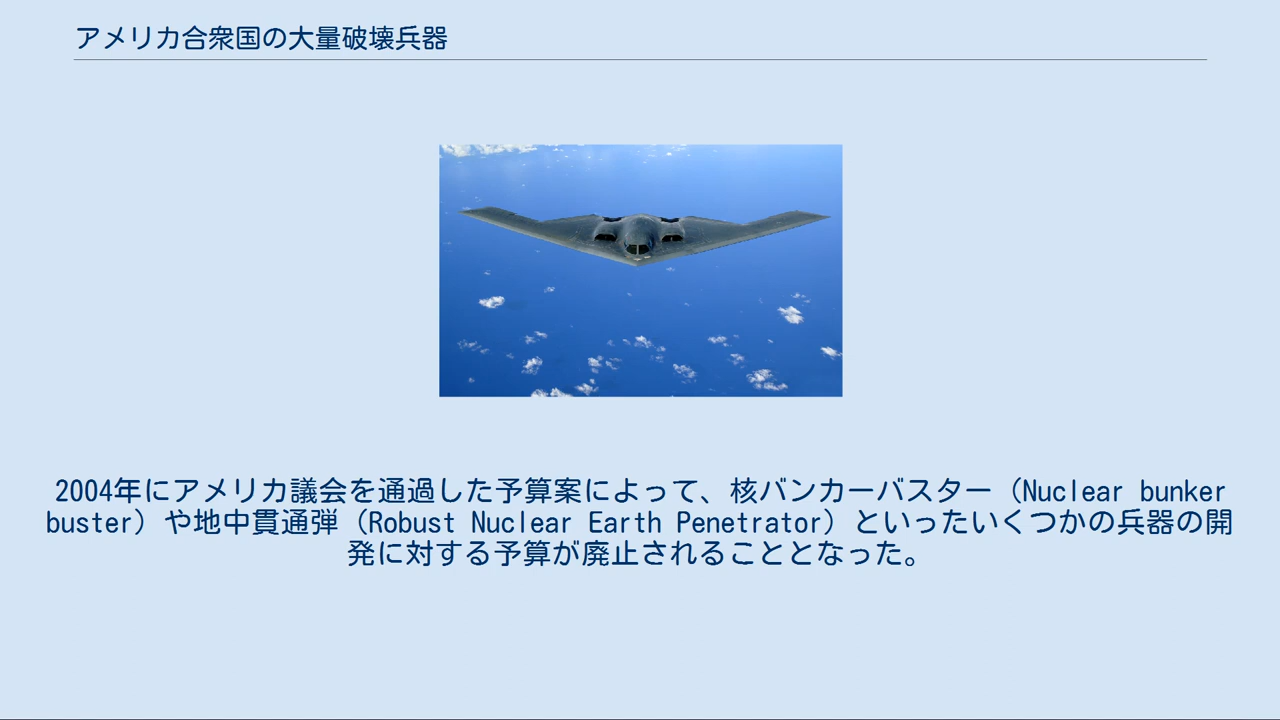 アメリカ合衆国の大量破壊兵器
2004年にアメリカ議会を通過した予算案によって、核バンカーバスター（Nuclear bunker
buster）や地中貫通弾（Robust Nuclear Earth Penetrator）といったいくつかの兵器の開
発に対する予算が廃止されることとなった。